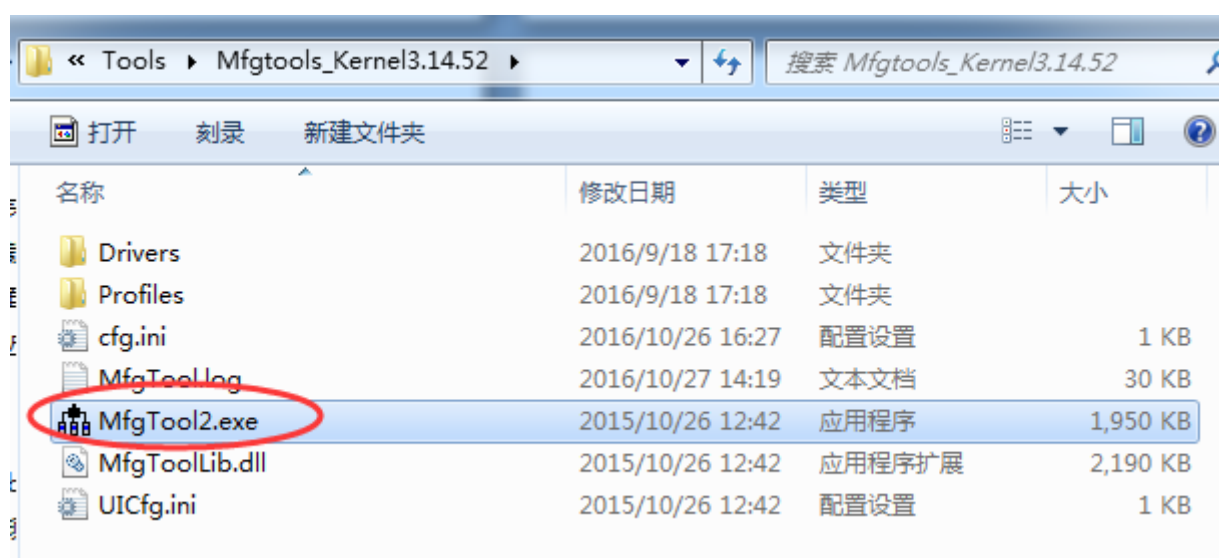 « Tools ▸ Mfgtools_Kernel3.14.52 ▸ 搜索 Mfgtools_Kernel3.14.52
打开 刻录 新建文件夹
名称 修改日期 类型 大小
Drivers 2016/9/18 17:18 文件夹
Profiles 2016/9/18 17:18 文件夹
cfg.ini 2016/10/26 16:27 配置设置 1 KB
MfgTool.log 2016/10/27 14:19 文本文档 30 KB
MfgTool2.exe 2015/10/26 12:42 应用程序 1,950 KB
MfgToolLib.dll 2015/10/26 12:42 应用程序扩展 2,190 KB
UICfg.ini 2015/10/26 12:42 配置设置 1 KB